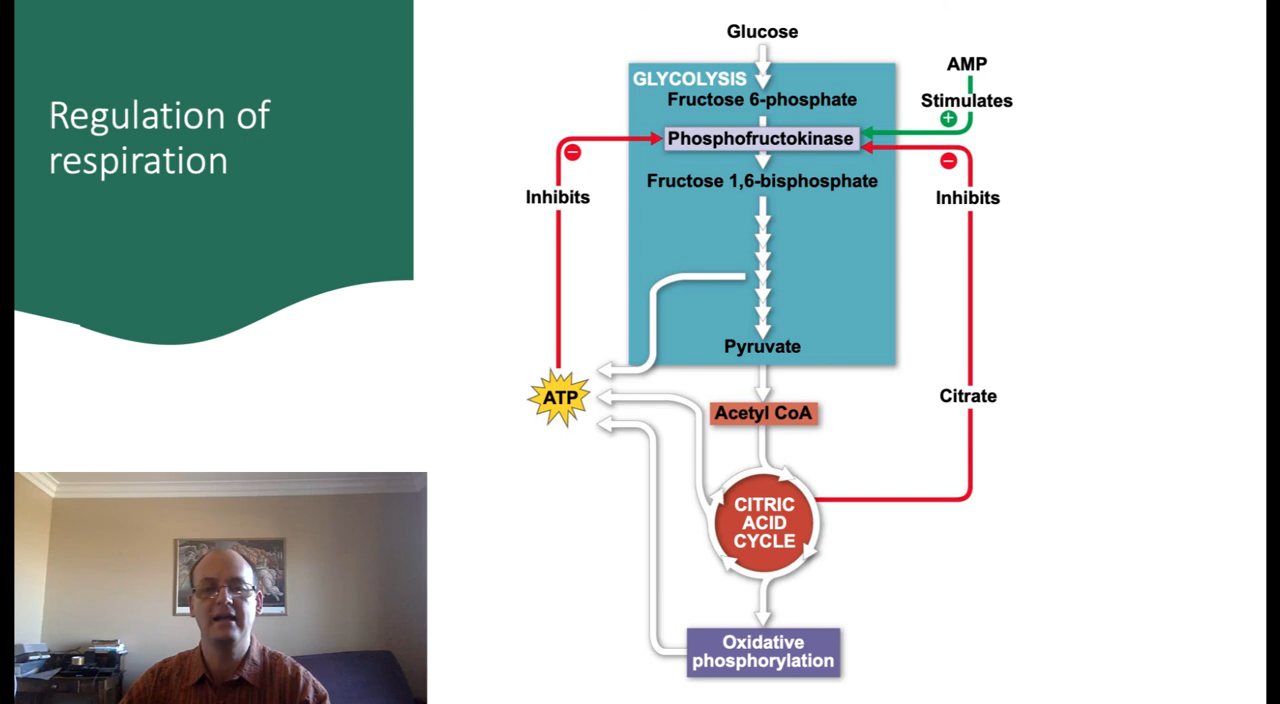 Regulation of
respiration
Glucose
GLYCOLYSIS
Fructose 6-phosphate
Phosphofructokinase
Fructose 1,6-bisphosphate
Pyruvate
AMP
Stimulates
+
−
Inhibits
−
Inhibits
ATP
Acetyl CoA
Citrate
CITRIC
ACID
CYCLE
Oxidative
phosphorylation